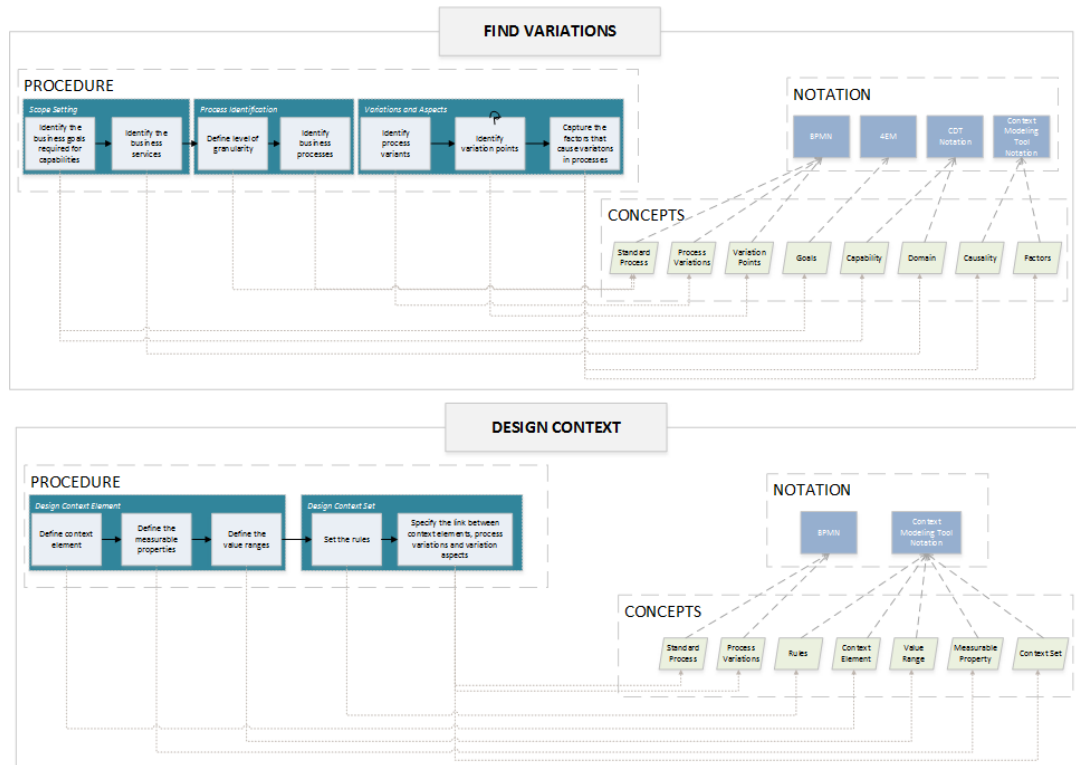 FIND VARIATIONS
PROCEDURE
Scope Setting
Identify the
business goals
required for
capabilities
Identify the
business
services
Process Identification
Define level of
granularity
Identify
business
processes
Variations and Aspects
Identify
process
variants
Identify
variation points
Capture the
factors that
cause variatons
in processes
NOTATION
BPMN
4EM
CDT
Notation
Context
Modeling
Tool
Notation
CONCEPTS
Standard
Process
Process
Variations
Variation
Points
Goals
Capability
Domain
Causality
Factors
DESIGN CONTEXT
PROCEDURE
Design Context Element
Define context
element
Define the
measurable
properties
Define the
value ranges
Design Context Set
Set the rules
Specify the link between
context elements, process
variations and variation
aspects
NOTATION
BPMN
Context
Modeling Tool
Notation
CONCEPTS
Standard
Process
Process
Variations
Rules
Context
Element
Value
Range
Measurable
Property
Context Set